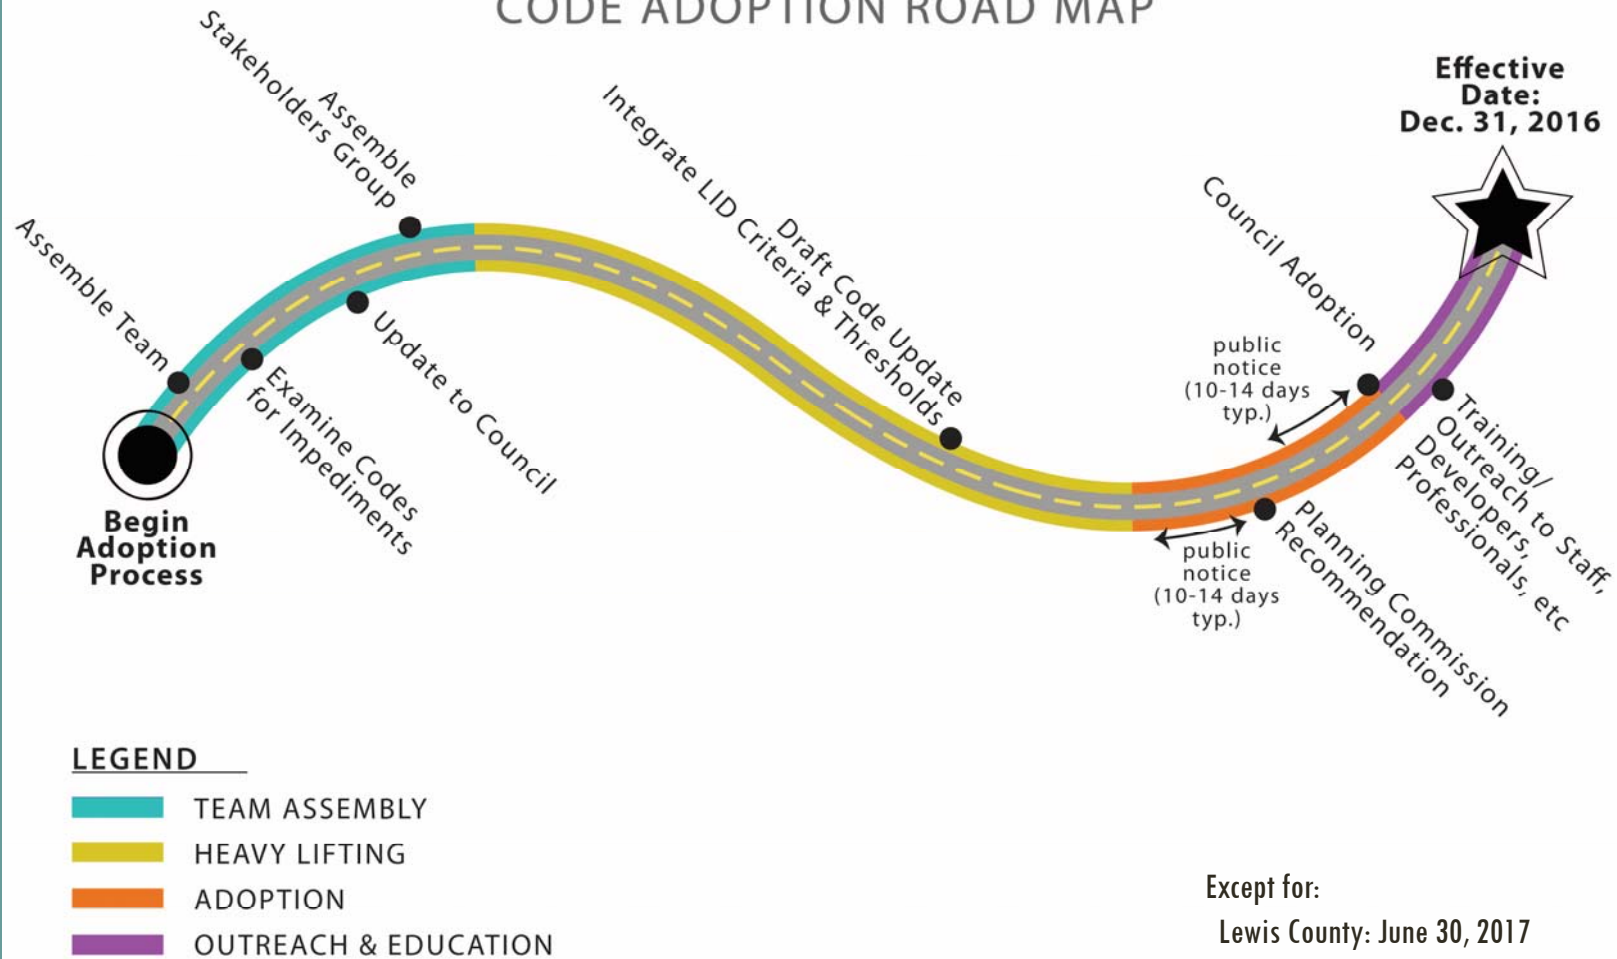 CODE ADOPTION ROAD MAP
Effective
Date:
Dec. 31, 2016
Assemble
Stakeholders Group
Assemble Team
Examine Codes
for Impediments
Update to Council
Draft Code Update
Integrate LID Criteria & Thresholds
Council Adoption
public
notice
(10-14 days
typ.)
public
notice
(10-14 days
typ.)
Planning Commission
Recommendation
Training/
Outreach to Staff,
Developers,
Professionals, etc
Begin
Adoption
Process
LEGEND
TEAM ASSEMBLY
HEAVY LIFTING
ADOPTION
OUTREACH & EDUCATION
Except for:
Lewis County: June 30, 2017